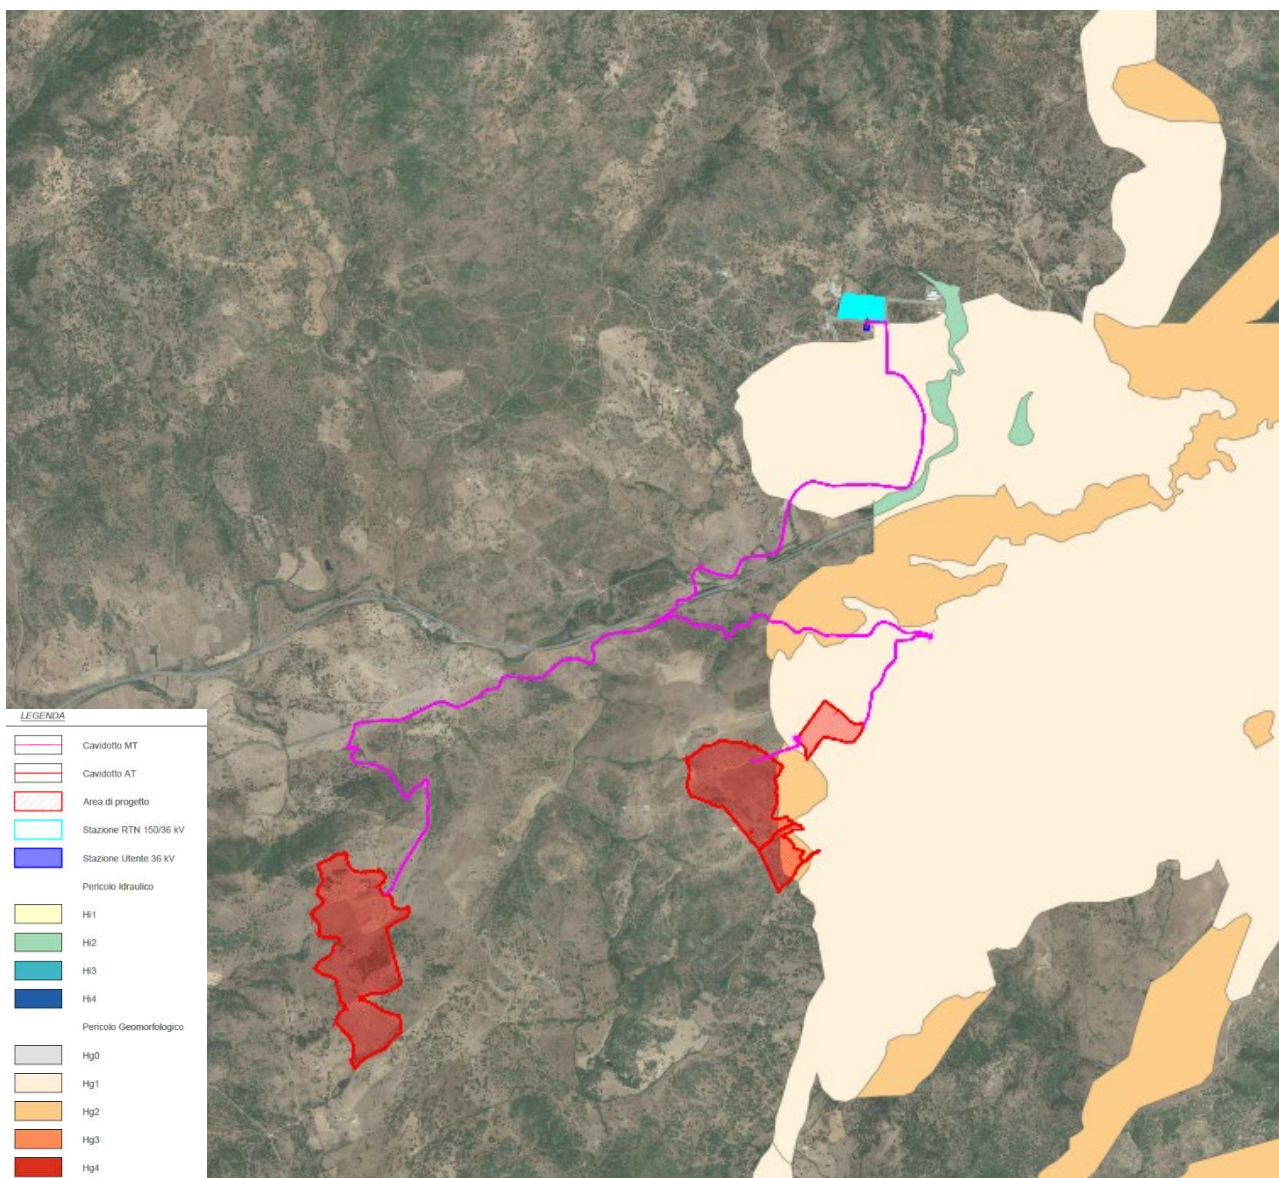 LEGENDA
Cavidotto MT
Cavidotto AT
Area di progetto
Stazione RTN 150/36 kV
Stazione Utente 36 kV
Pericolo Idraulico
Hi1
Hi2
Hi3
Hi4
Pericolo Geomorfologico
Hg0
Hg1
Hg2
Hg3
Hg4